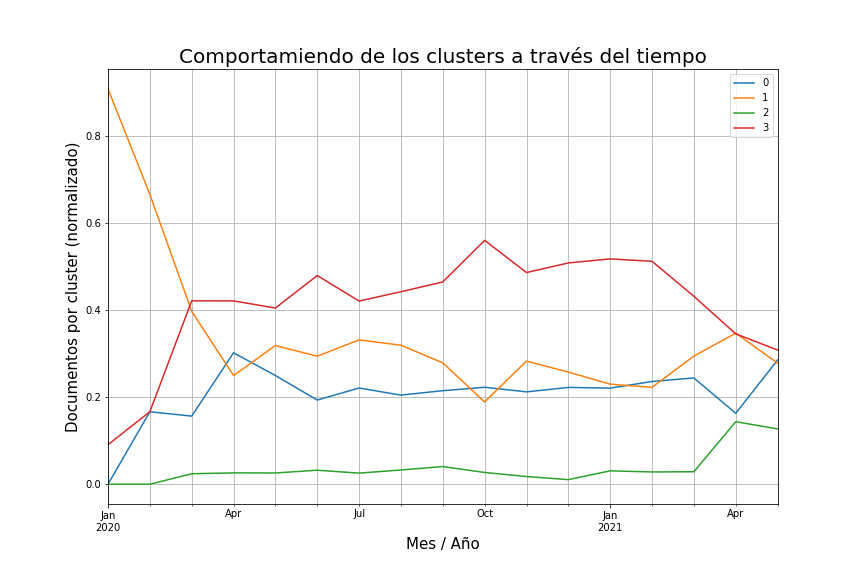 Comportamiendo de los clusters a través del tiempo
0
1
2
3
Documentos por cluster (normalizado)
0.8
0.6
0.4
0.2
0.0
Jan
2020
Apr
Jul
Oct
Jan
2021
Apr
Mes / Año